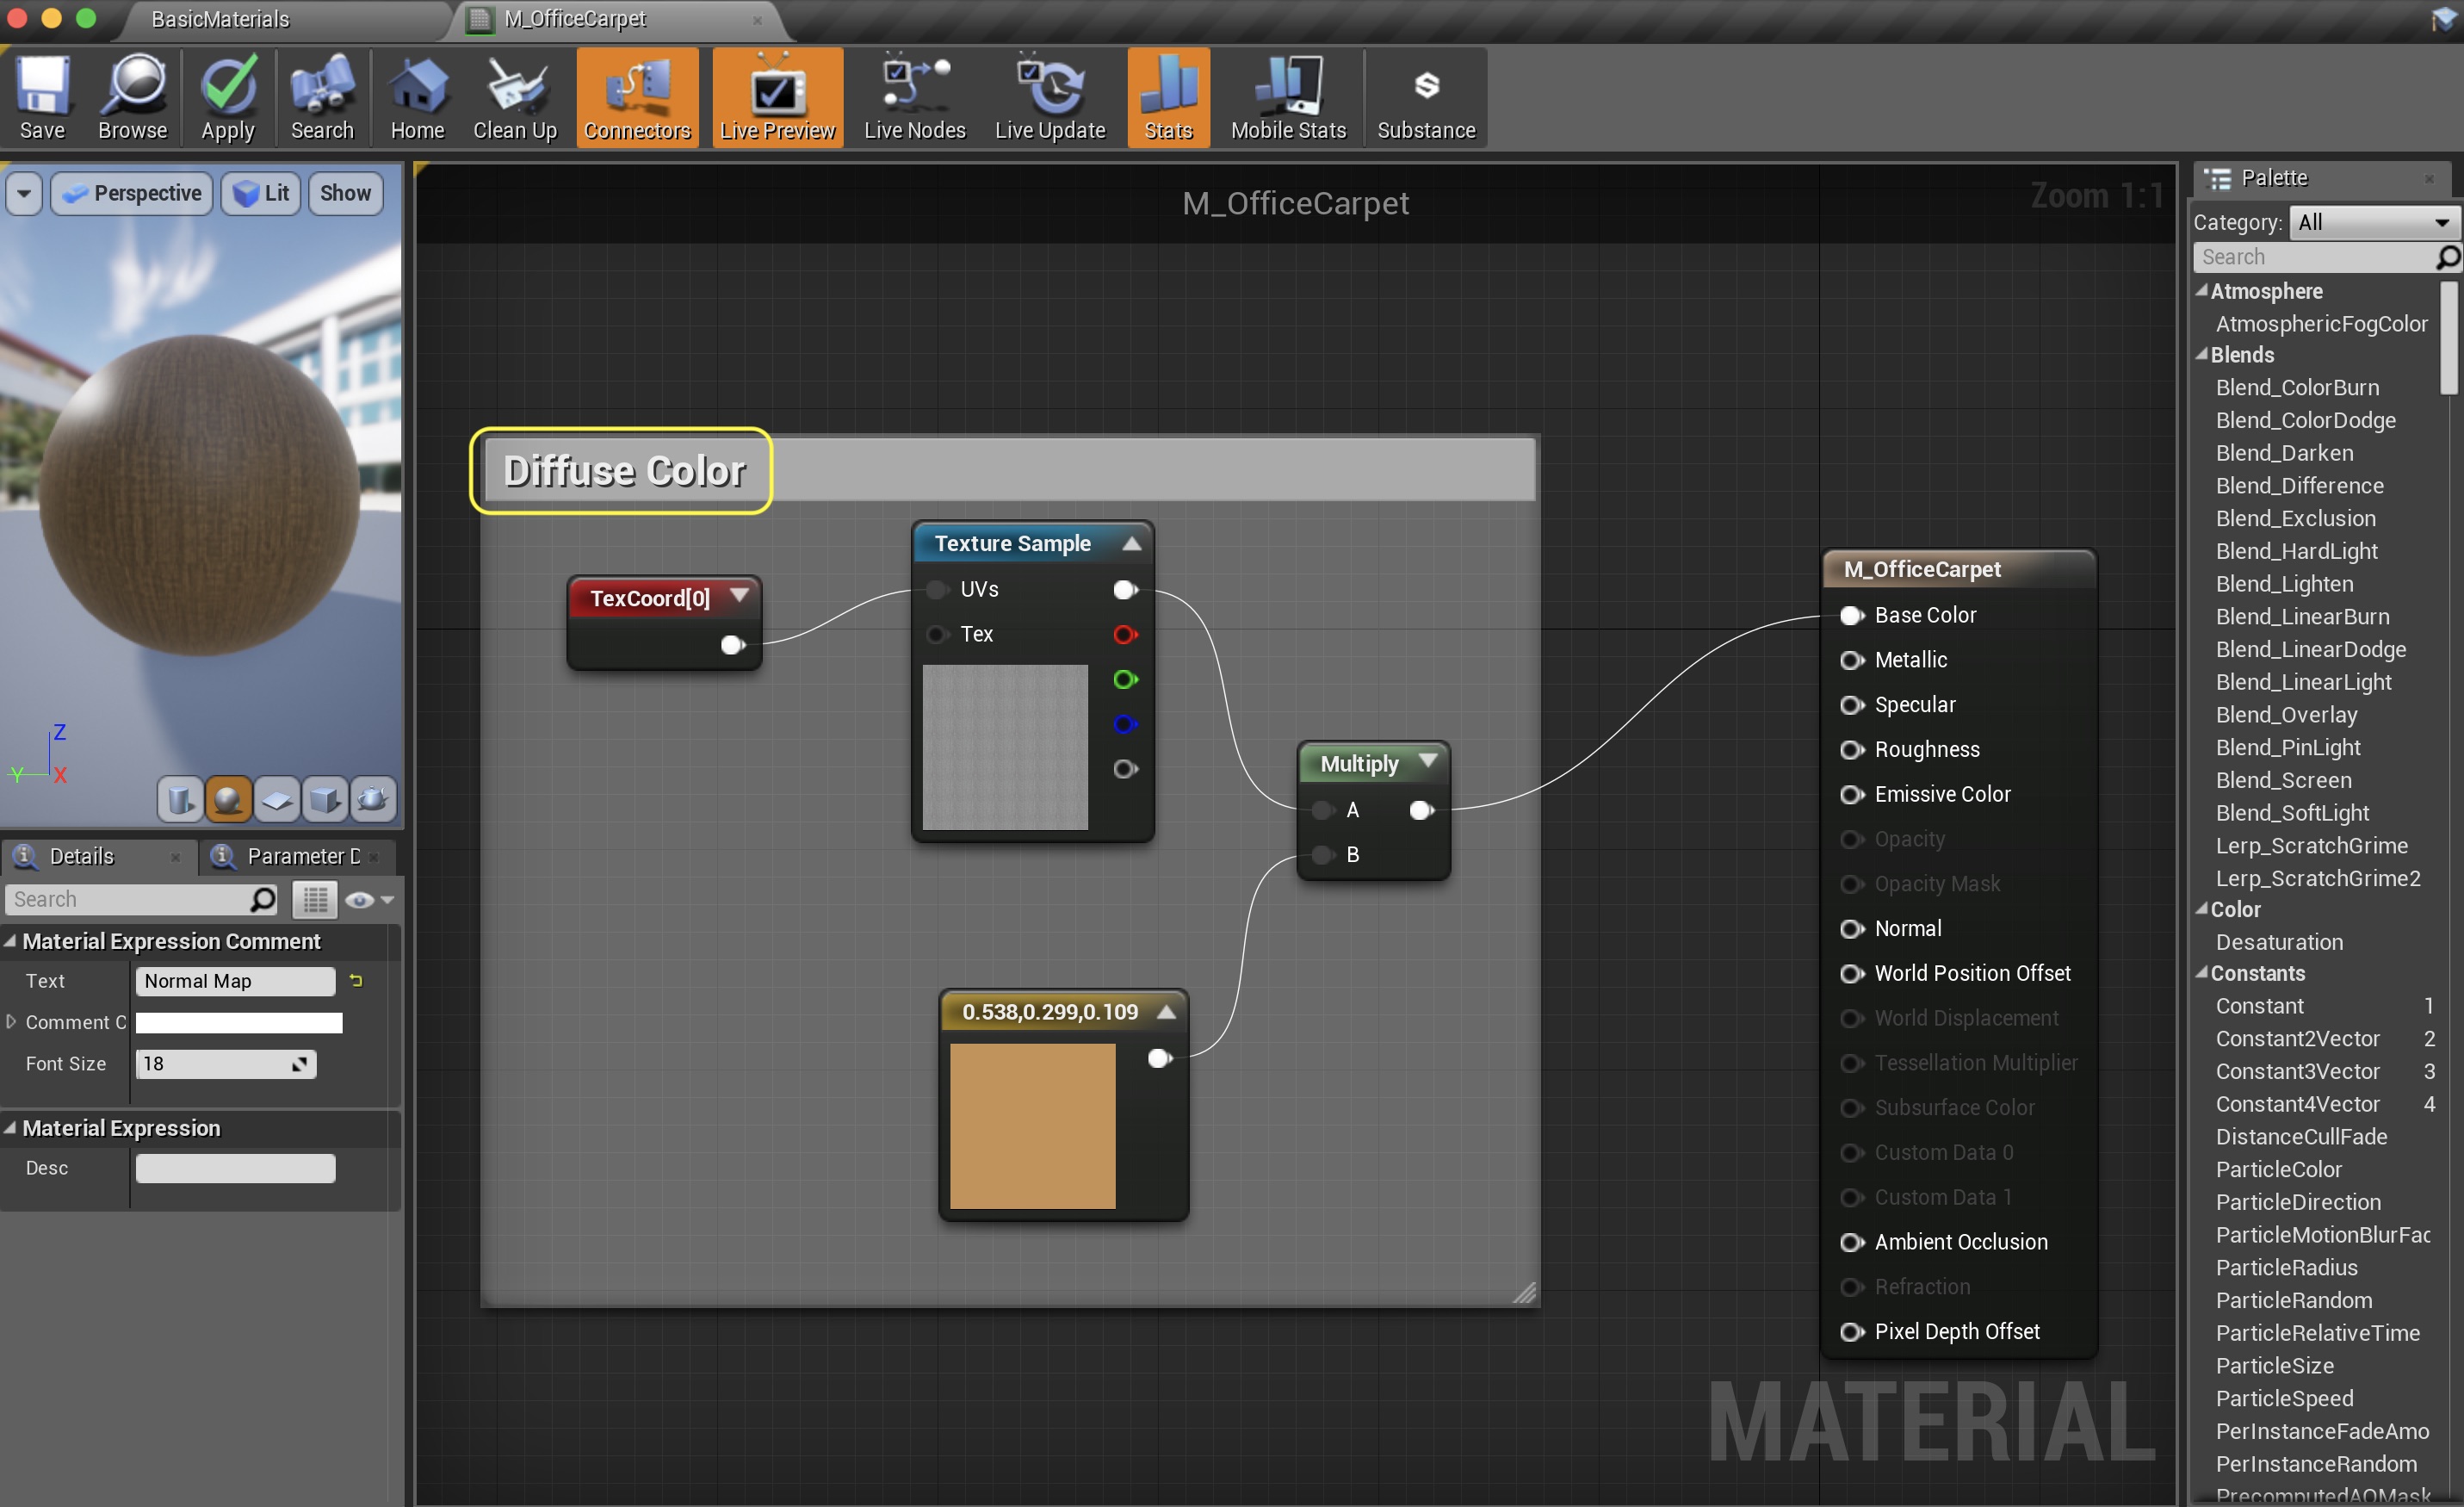 BasicMaterials
M_OfficeCarpet
Save
Browse
Apply
Search
Home
Clean Up
Connectors
Live Preview
Live Nodes
Live Update
Stats
Mobile Stats
Substance
Perspective
Lit
Show
Z
Y
X
Details
Parameter D
Search
Material Expression Comment
Text
Normal Map
Comment C
Font Size
18
Material Expression
Desc
M_OfficeCarpet
Zoom 1:1
Diffuse Color
TexCoord[0]
Texture Sample
UVs
Tex
Multiply
A
B
0.538,0.299,0.109
M_OfficeCarpet
Base Color
Metallic
Specular
Roughness
Emissive Color
Opacity
Opacity Mask
Normal
World Position Offset
World Displacement
Tessellation Multiplier
Subsurface Color
Custom Data 0
Custom Data 1
Ambient Occlusion
Refraction
Pixel Depth Offset
MATERIAL
Palette
Category: All
Search
Atmosphere
AtmosphericFogColor
Blends
Blend_ColorBurn
Blend_ColorDodge
Blend_Darken
Blend_Difference
Blend_Exclusion
Blend_HardLight
Blend_Lighten
Blend_LinearBurn
Blend_LinearDodge
Blend_LinearLight
Blend_Overlay
Blend_PinLight
Blend_Screen
Blend_SoftLight
Lerp_ScratchGrime
Lerp_ScratchGrime2
Color
Desaturation
Constants
Constant 1
Constant2Vector 2
Constant3Vector 3
Constant4Vector 4
DistanceCullFade
ParticleColor
ParticleDirection
ParticleMotionBlurFac
ParticleRadius
ParticleRandom
ParticleRelativeTime
ParticleSize
ParticleSpeed
PerInstanceFadeAmo
PerInstanceRandom
PrecomputedAOMask